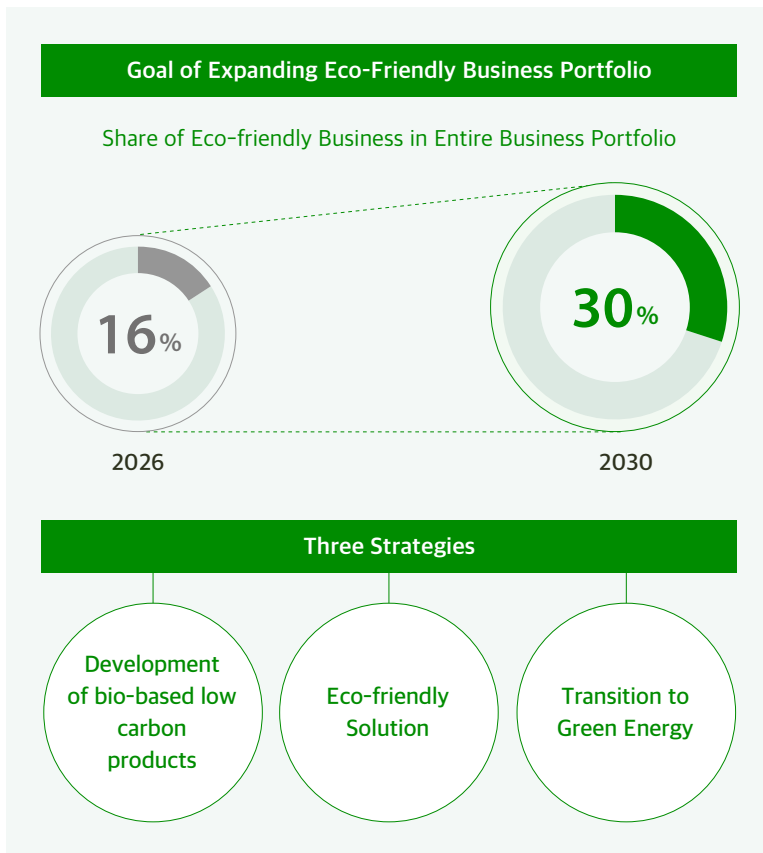 Goal of Expanding Eco-Friendly Business Portfolio
Share of Eco-friendly Business in Entire Business Portfolio
16%
30%
2026
2030
Three Strategies
Development
of bio-based low
carbon
products
Eco-friendly
Solution
Transition to
Green Energy